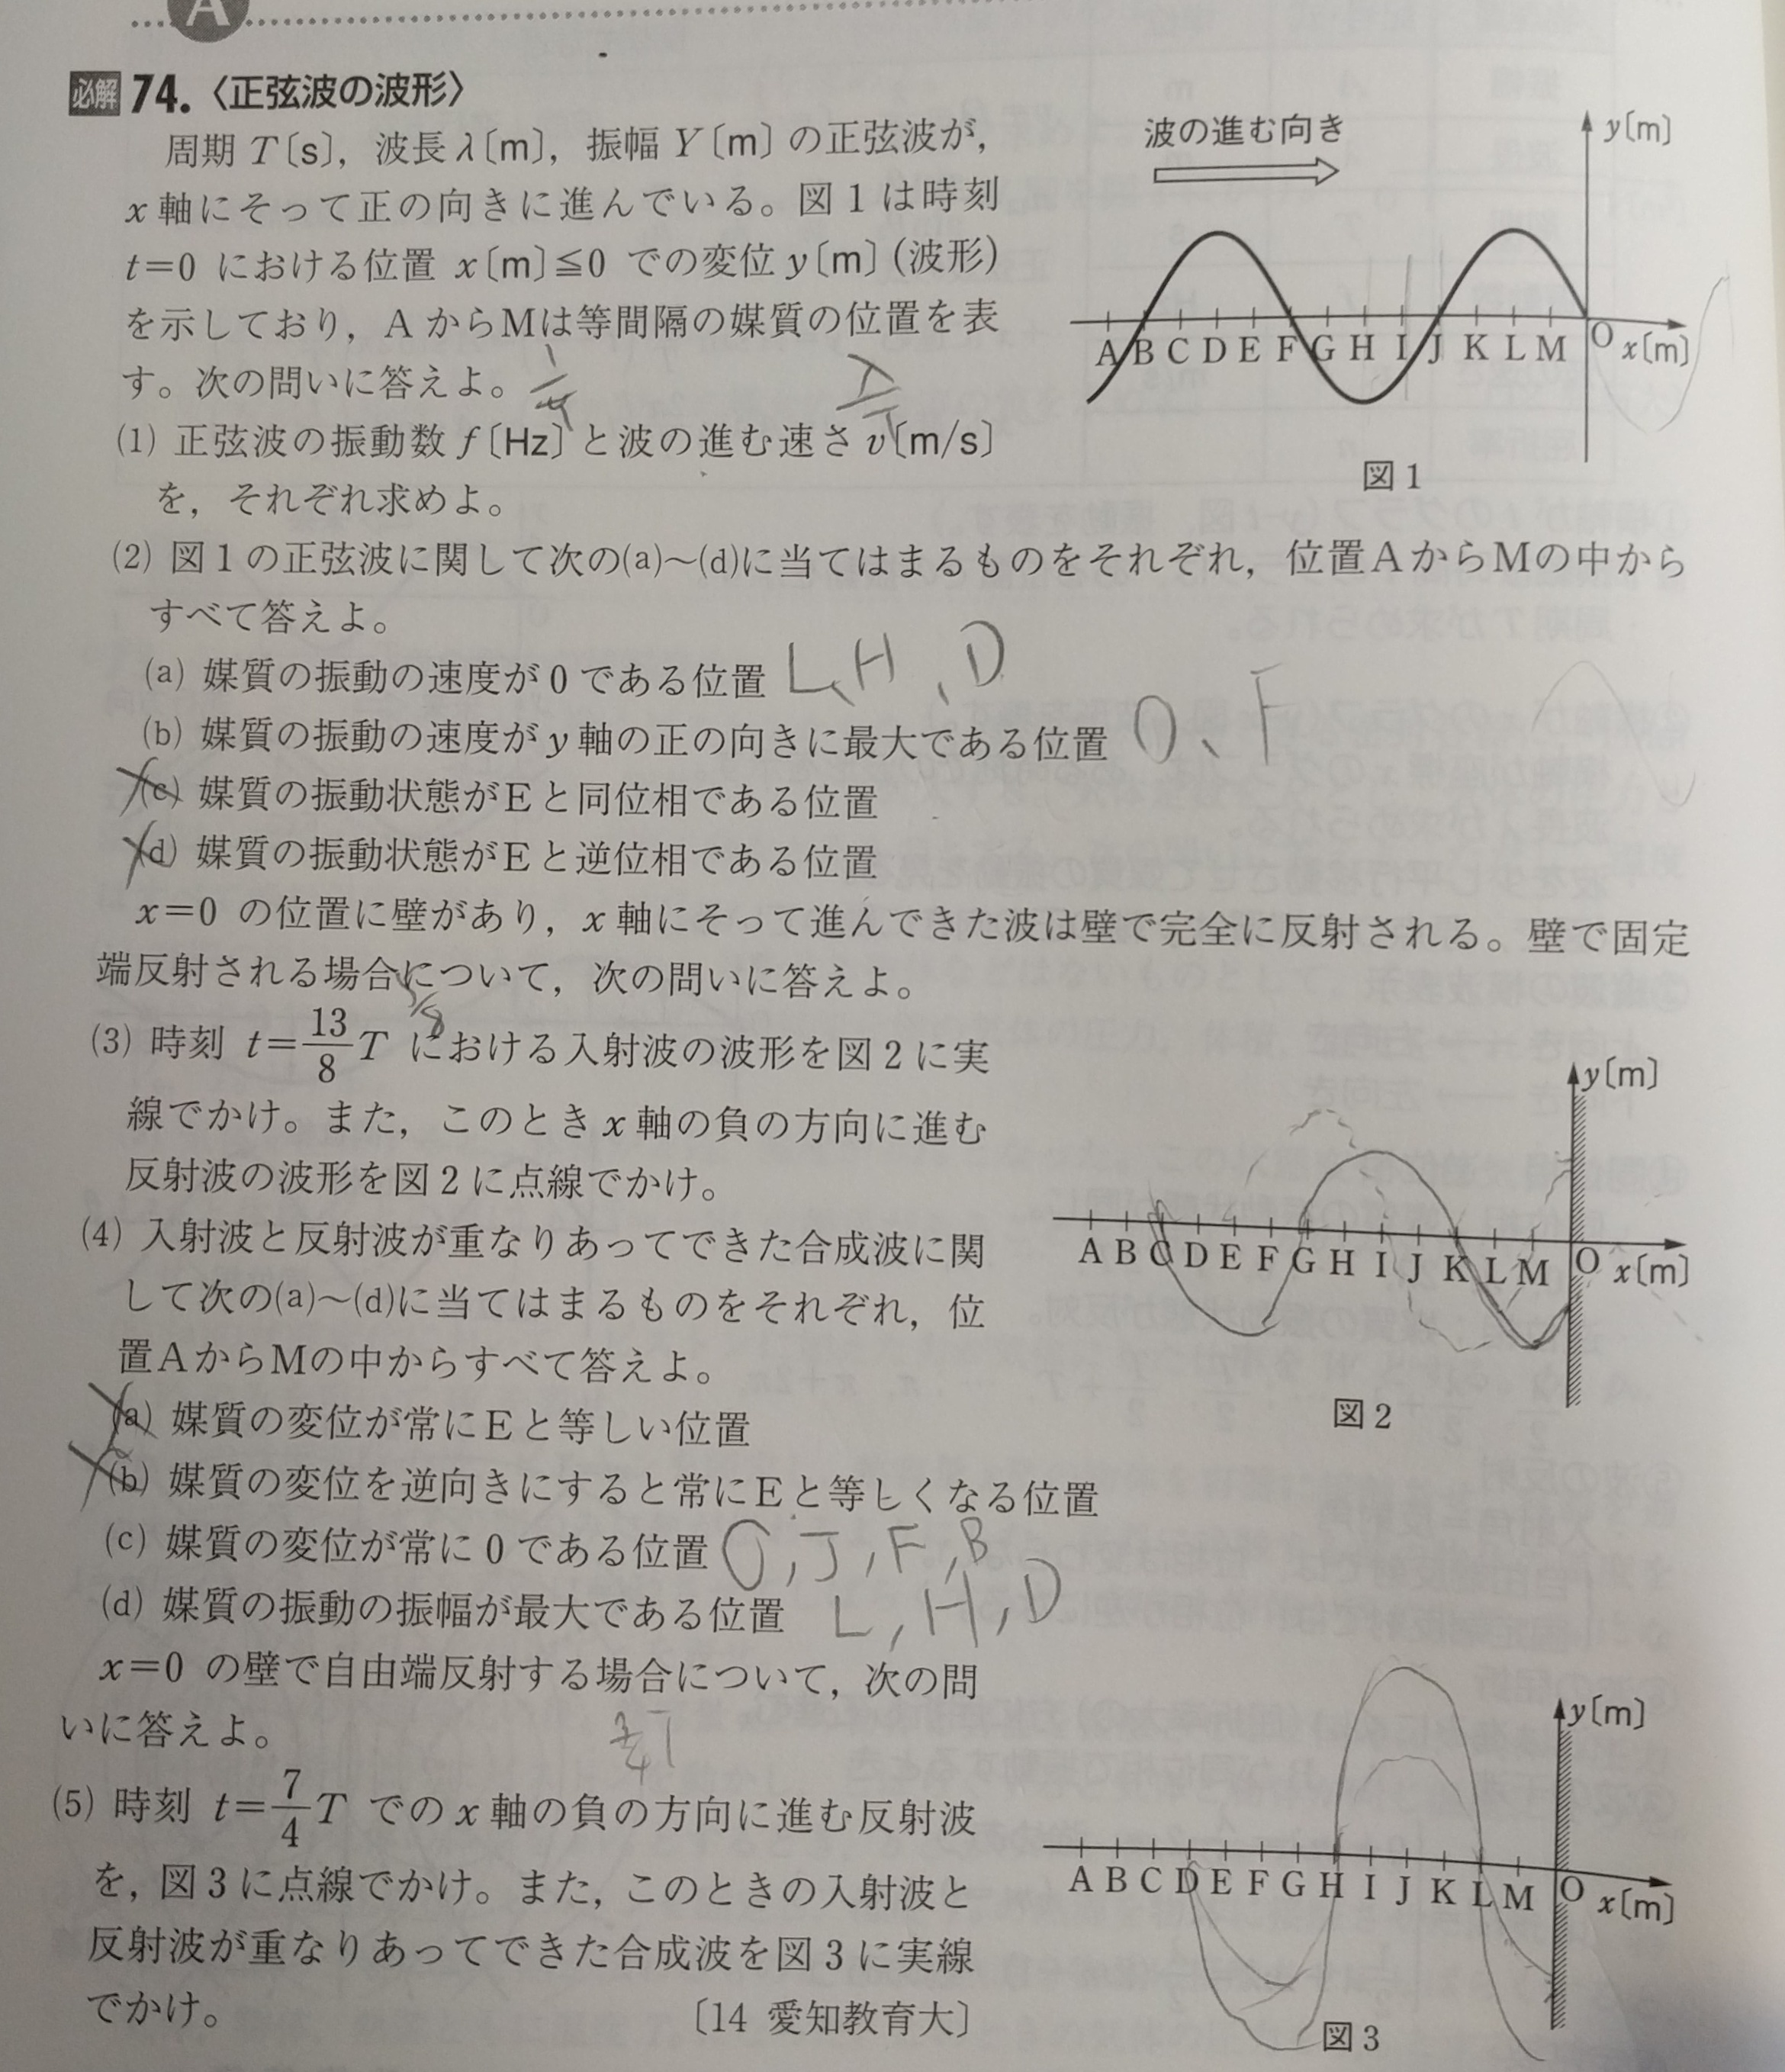 A
必解 74. 〈正弦波の波形〉
周期 T〔s〕, 波長 λ〔m〕, 振幅 Y〔m〕の正弦波が,
x 軸にそって正の向きに進んでいる。図1は時刻
t=0 における位置 x〔m〕≦0 での変位 y〔m〕(波形)
を示しており, AからMは等間隔の媒質の位置を表
す。次の問いに答えよ。
波の進む向き
y〔m〕
A B C D E F G H I J K L M O x〔m〕
図1
(1) 正弦波の振動数 f〔Hz〕と波の進む速さ v〔m/s〕
を, それぞれ求めよ。
(2) 図1の正弦波に関して次の(a)～(d)に当てはまるものをそれぞれ, 位置AからMの中から
すべて答えよ。
(a) 媒質の振動の速度が0である位置 L、H、D
(b) 媒質の振動の速度がy軸の正の向きに最大である位置 O、F
(c) 媒質の振動状態がEと同位相である位置
(d) 媒質の振動状態がEと逆位相である位置
x=0 の位置に壁があり, x 軸にそって進んできた波は壁で完全に反射される。壁で固定
端反射される場合について, 次の問いに答えよ。
(3) 時刻 t=13/8 T における入射波の波形を図2に実
線でかけ。また, このときx軸の負の方向に進む
反射波の波形を図2に点線でかけ。
(4) 入射波と反射波が重なりあってできた合成波に関
して次の(a)～(d)に当てはまるものをそれぞれ, 位
置AからMの中からすべて答えよ。
y〔m〕
A B C D E F G H I J K L M O x〔m〕
図2
(a) 媒質の変位が常にEと等しい位置
(b) 媒質の変位を逆向きにすると常にEと等しくなる位置
(c) 媒質の変位が常に0である位置 O, J, F, B
(d) 媒質の振動の振幅が最大である位置 L, H, D
x=0 の壁で自由端反射する場合について, 次の問
いに答えよ。
(5) 時刻 t=7/4 T でのx軸の負の方向に進む反射波
を, 図3に点線でかけ。また, このときの入射波と
反射波が重なりあってできた合成波を図3に実線
でかけ。
〔14 愛知教育大〕
y〔m〕
A B C D E F G H I J K L M O x〔m〕
図3